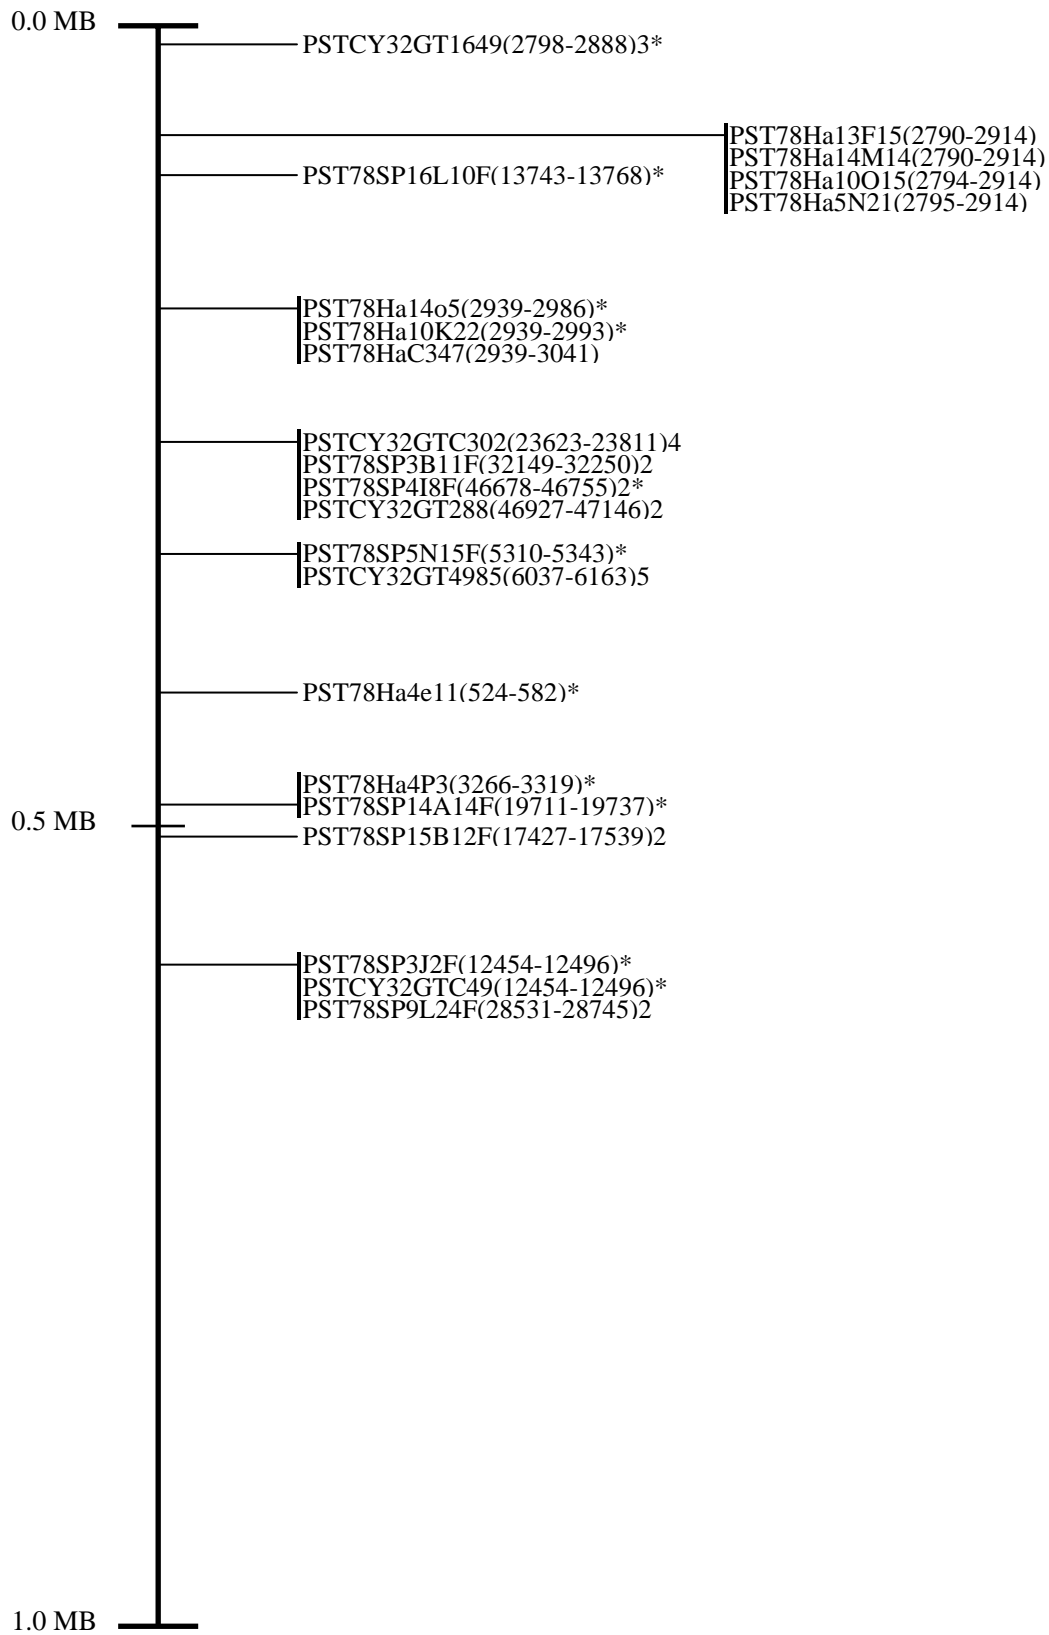 0.0 MB
PSTCY32GT1649(2798-2888)3*
PST78Ha13F15(2790-2914)
PST78Ha14M14(2790-2914)
PST78SP16L10F(13743-13768)*
PST78Ha10O15(2794-2914)
PST78Ha5N21(2795-2914)
PST78Ha14o5(2939-2986)*
PST78Ha10K22(2939-2993)*
PST78HaC347(2939-3041)
PSTCY32GTC302(23623-23811)4
PST78SP3B11F(32149-32250)2
PST78SP4I8F(46678-46755)2*
PSTCY32GT288(46927-47146)2
PST78SP5N15F(5310-5343)*
PSTCY32GT4985(6037-6163)5
PST78Ha4e11(524-582)*
PST78Ha4P3(3266-3319)*
PST78SP14A14F(19711-19737)*
0.5 MB
PST78SP15B12F(17427-17539)2
PST78SP3J2F(12454-12496)*
PSTCY32GTC49(12454-12496)*
PST78SP9L24F(28531-28745)2
1.0 MB